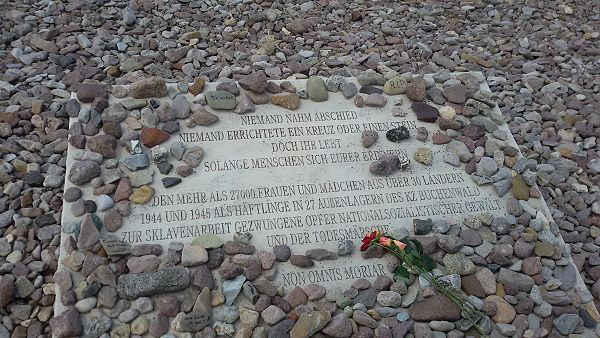 NIEMAND NAHM ABSCHIED
NIEMAND ERRICHTETE EIN KREUZ ODER EINEN
DOCH IHR LEBT
SOLANGE MENSCHEN SICH EURER
DEN MEHR ALS 27000 FRAUEN UND MÄDCHEN AUS ÜBER 30 LÄNDERN,
1944 UND 1945 ALS HÄFTLINGE IN 27 AUSSENLAGERN DES KZ BUCHENWALD
ZUR SKLAVENARBEIT GEZWUNGENE OPFER NATIONALSOZIALISTISCHER GEWALT
UND DER TODESMÄRSCHE
NON OMNIS MORIAR